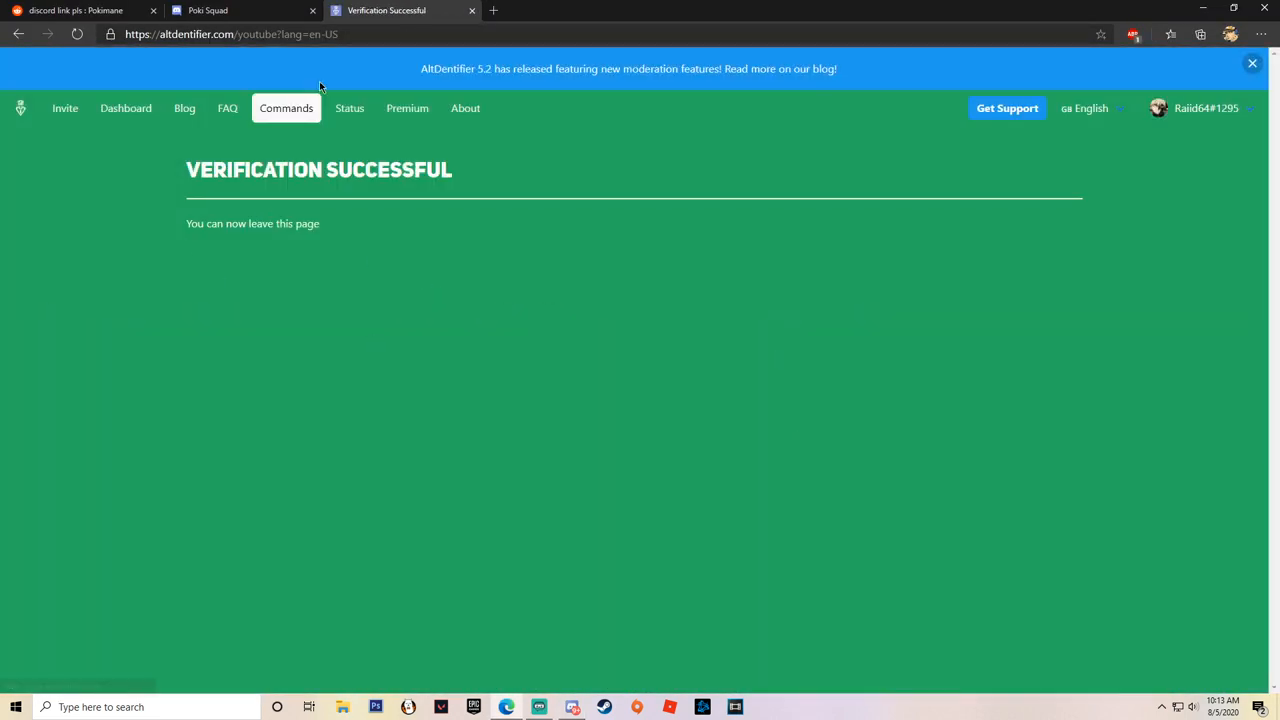 discord link pls : Pokimane
Poki Squad
Verification Successful
https://altdentifier.com/youtube?lang=en-US
AltDentifier 5.2 has released featuring new moderation features! Read more on our blog!
Invite Dashboard Blog FAQ Commands Status Premium About Get Support GB English Raiid64#1295
VERIFICATION SUCCESSFUL
You can now leave this page
Type here to search
EPIC
10:13 AM
8/5/2020